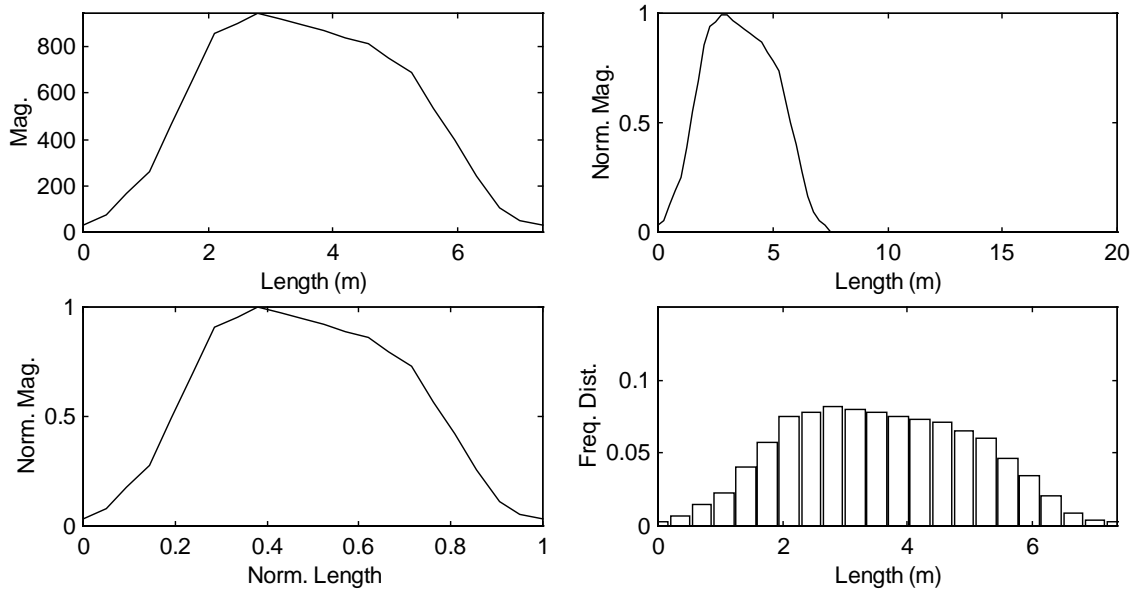 Mag.
800
600
400
200
0
0 2 4 6
Length (m)
Norm. Mag.
1
0.5
0
0 5 10 15 20
Length (m)
Norm. Mag.
1
0.5
0
0 0.2 0.4 0.6 0.8 1
Norm. Length
Freq. Dist.
0.1
0.05
0
0 2 4 6
Length (m)